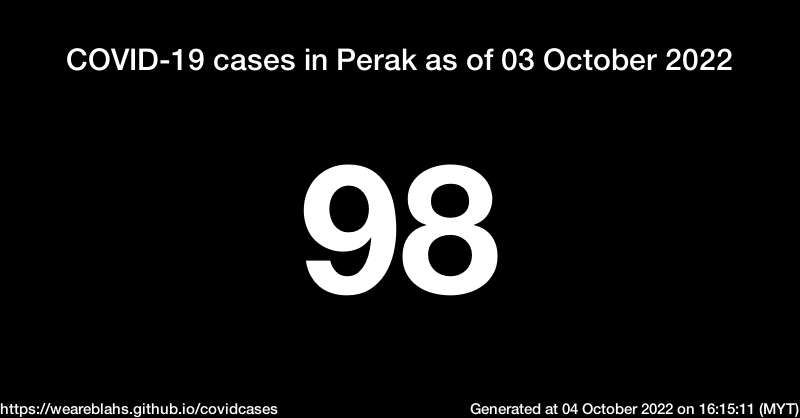 COVID-19 cases in Perak as of 03 October 2022
98
https://weareblahs.github.io/covidcases
Generated at 04 October 2022 on 16:15:11 (MYT)